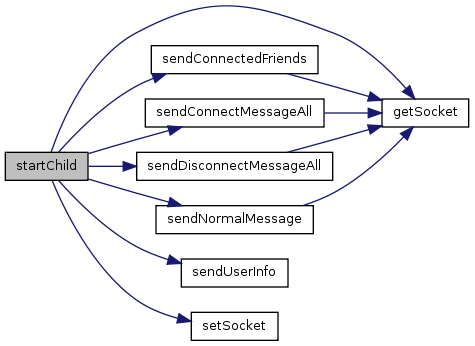 sendConnectedFriends
sendConnectMessageAll
getSocket
startChild
sendDisconnectMessageAll
sendNormalMessage
sendUserInfo
setSocket